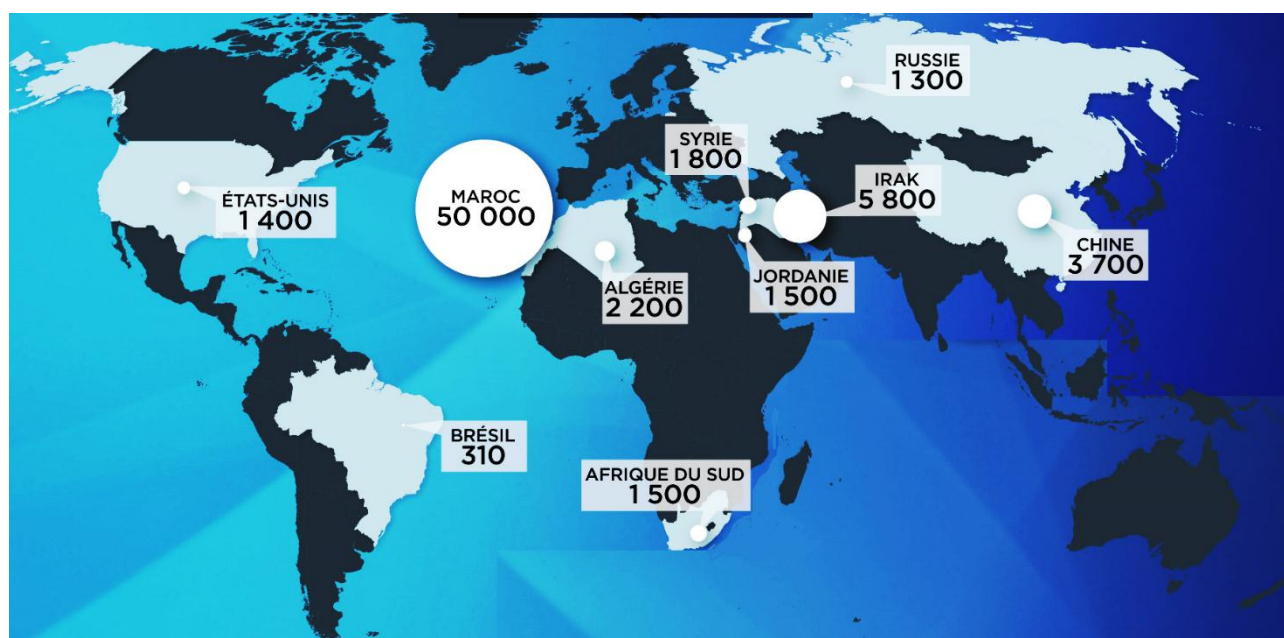 RUSSIE
1 300
SYRIE
1 800
IRAK
5 800
MAROC
50 000
ÉTATS-UNIS
1 400
CHINE
3 700
JORDANIE
1 500
ALGÉRIE
2 200
BRÉSIL
310
AFRIQUE DU SUD
1 500